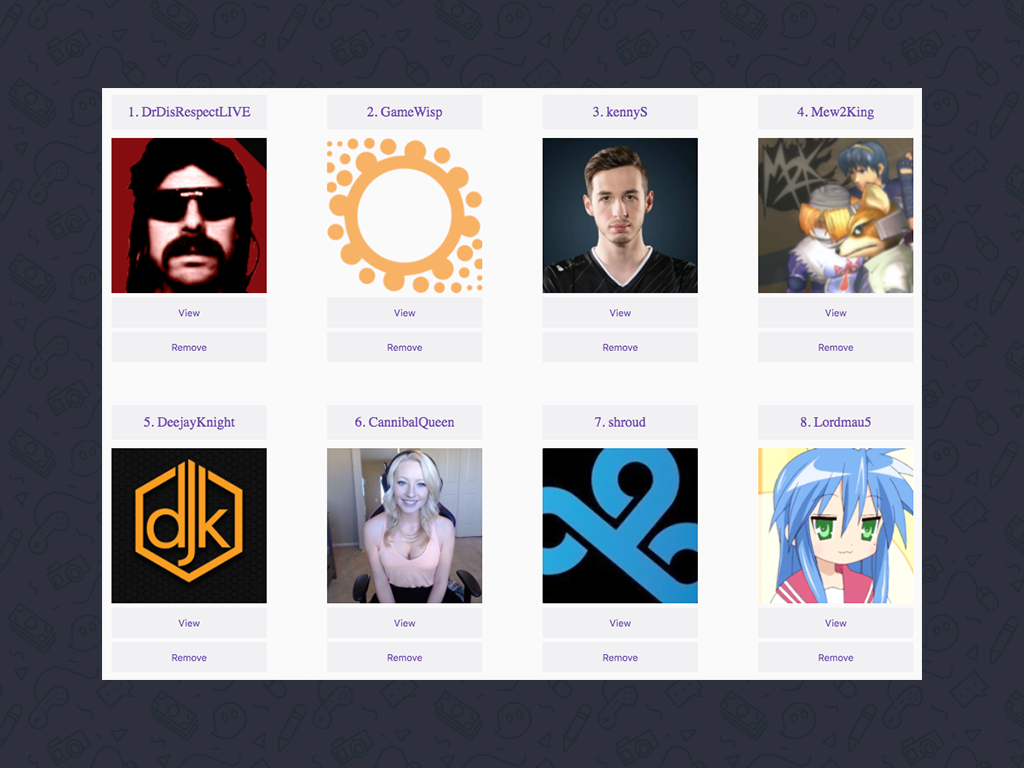 1. DrDisRespectLIVE
2. GameWisp
3. kennyS
4. Mew2King
M2K
View
View
View
View
Remove
Remove
Remove
Remove
5. DeejayKnight
6. CannibalQueen
7. shroud
8. Lordmau5
djk
View
View
View
View
Remove
Remove
Remove
Remove